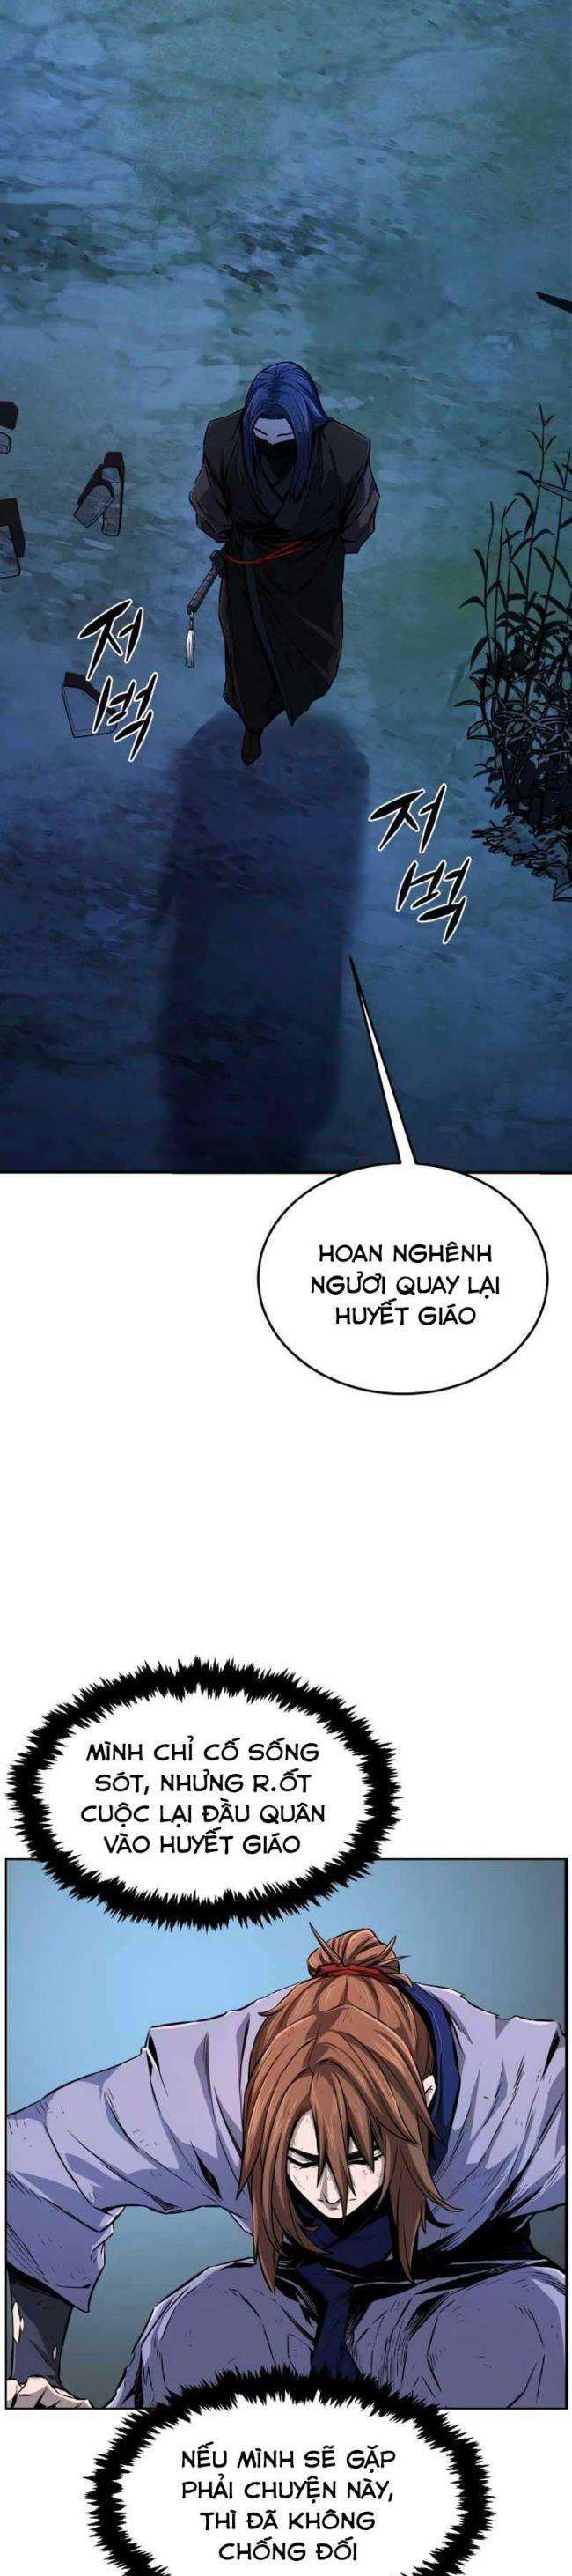 저
벅
저
벅
HOAN NGHÊNH
NGƯƠI QUAY LẠI
HUYẾT GIÁO
MÌNH CHỈ CỐ SỐNG
SÓT, NHƯNG R.ỐT
CUỘC LẠI ĐẦU QUÂN
VÀO HUYẾT GIÁO
NẾU MÌNH SẼ GẶP
PHẢI CHUYỆN NÀY,
THÌ ĐÃ KHÔNG
CHỐNG ĐỐI